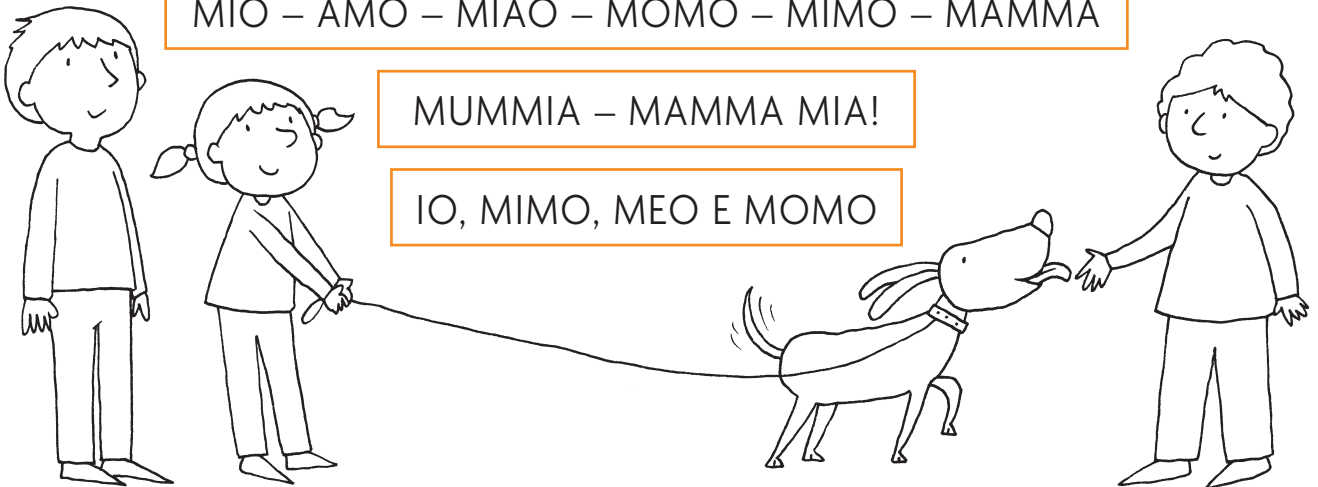 MIO – AMO – MIAO – MOMO – MIMO – MAMMA
MUMMIA – MAMMA MIA!
IO, MIMO, MEO E MOMO